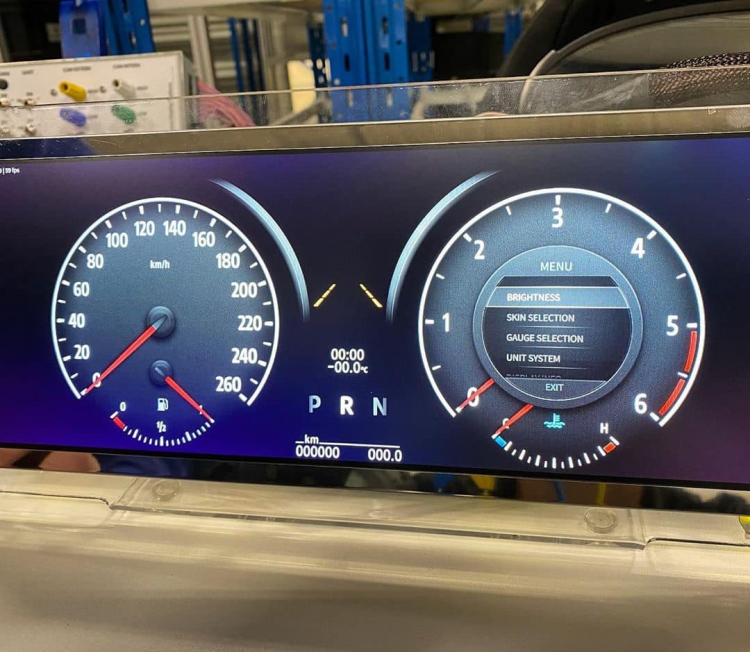 59 fps
0
20
40
60
80
100
120
140
160
180
200
220
240
260
km/h
0
1/2
00:00
-00.0°C
P R N
km
000000 000.0
0
1
2
3
4
5
6
MENU
BRIGHTNESS
SKIN SELECTION
GAUGE SELECTION
UNIT SYSTEM
EXIT
C
H